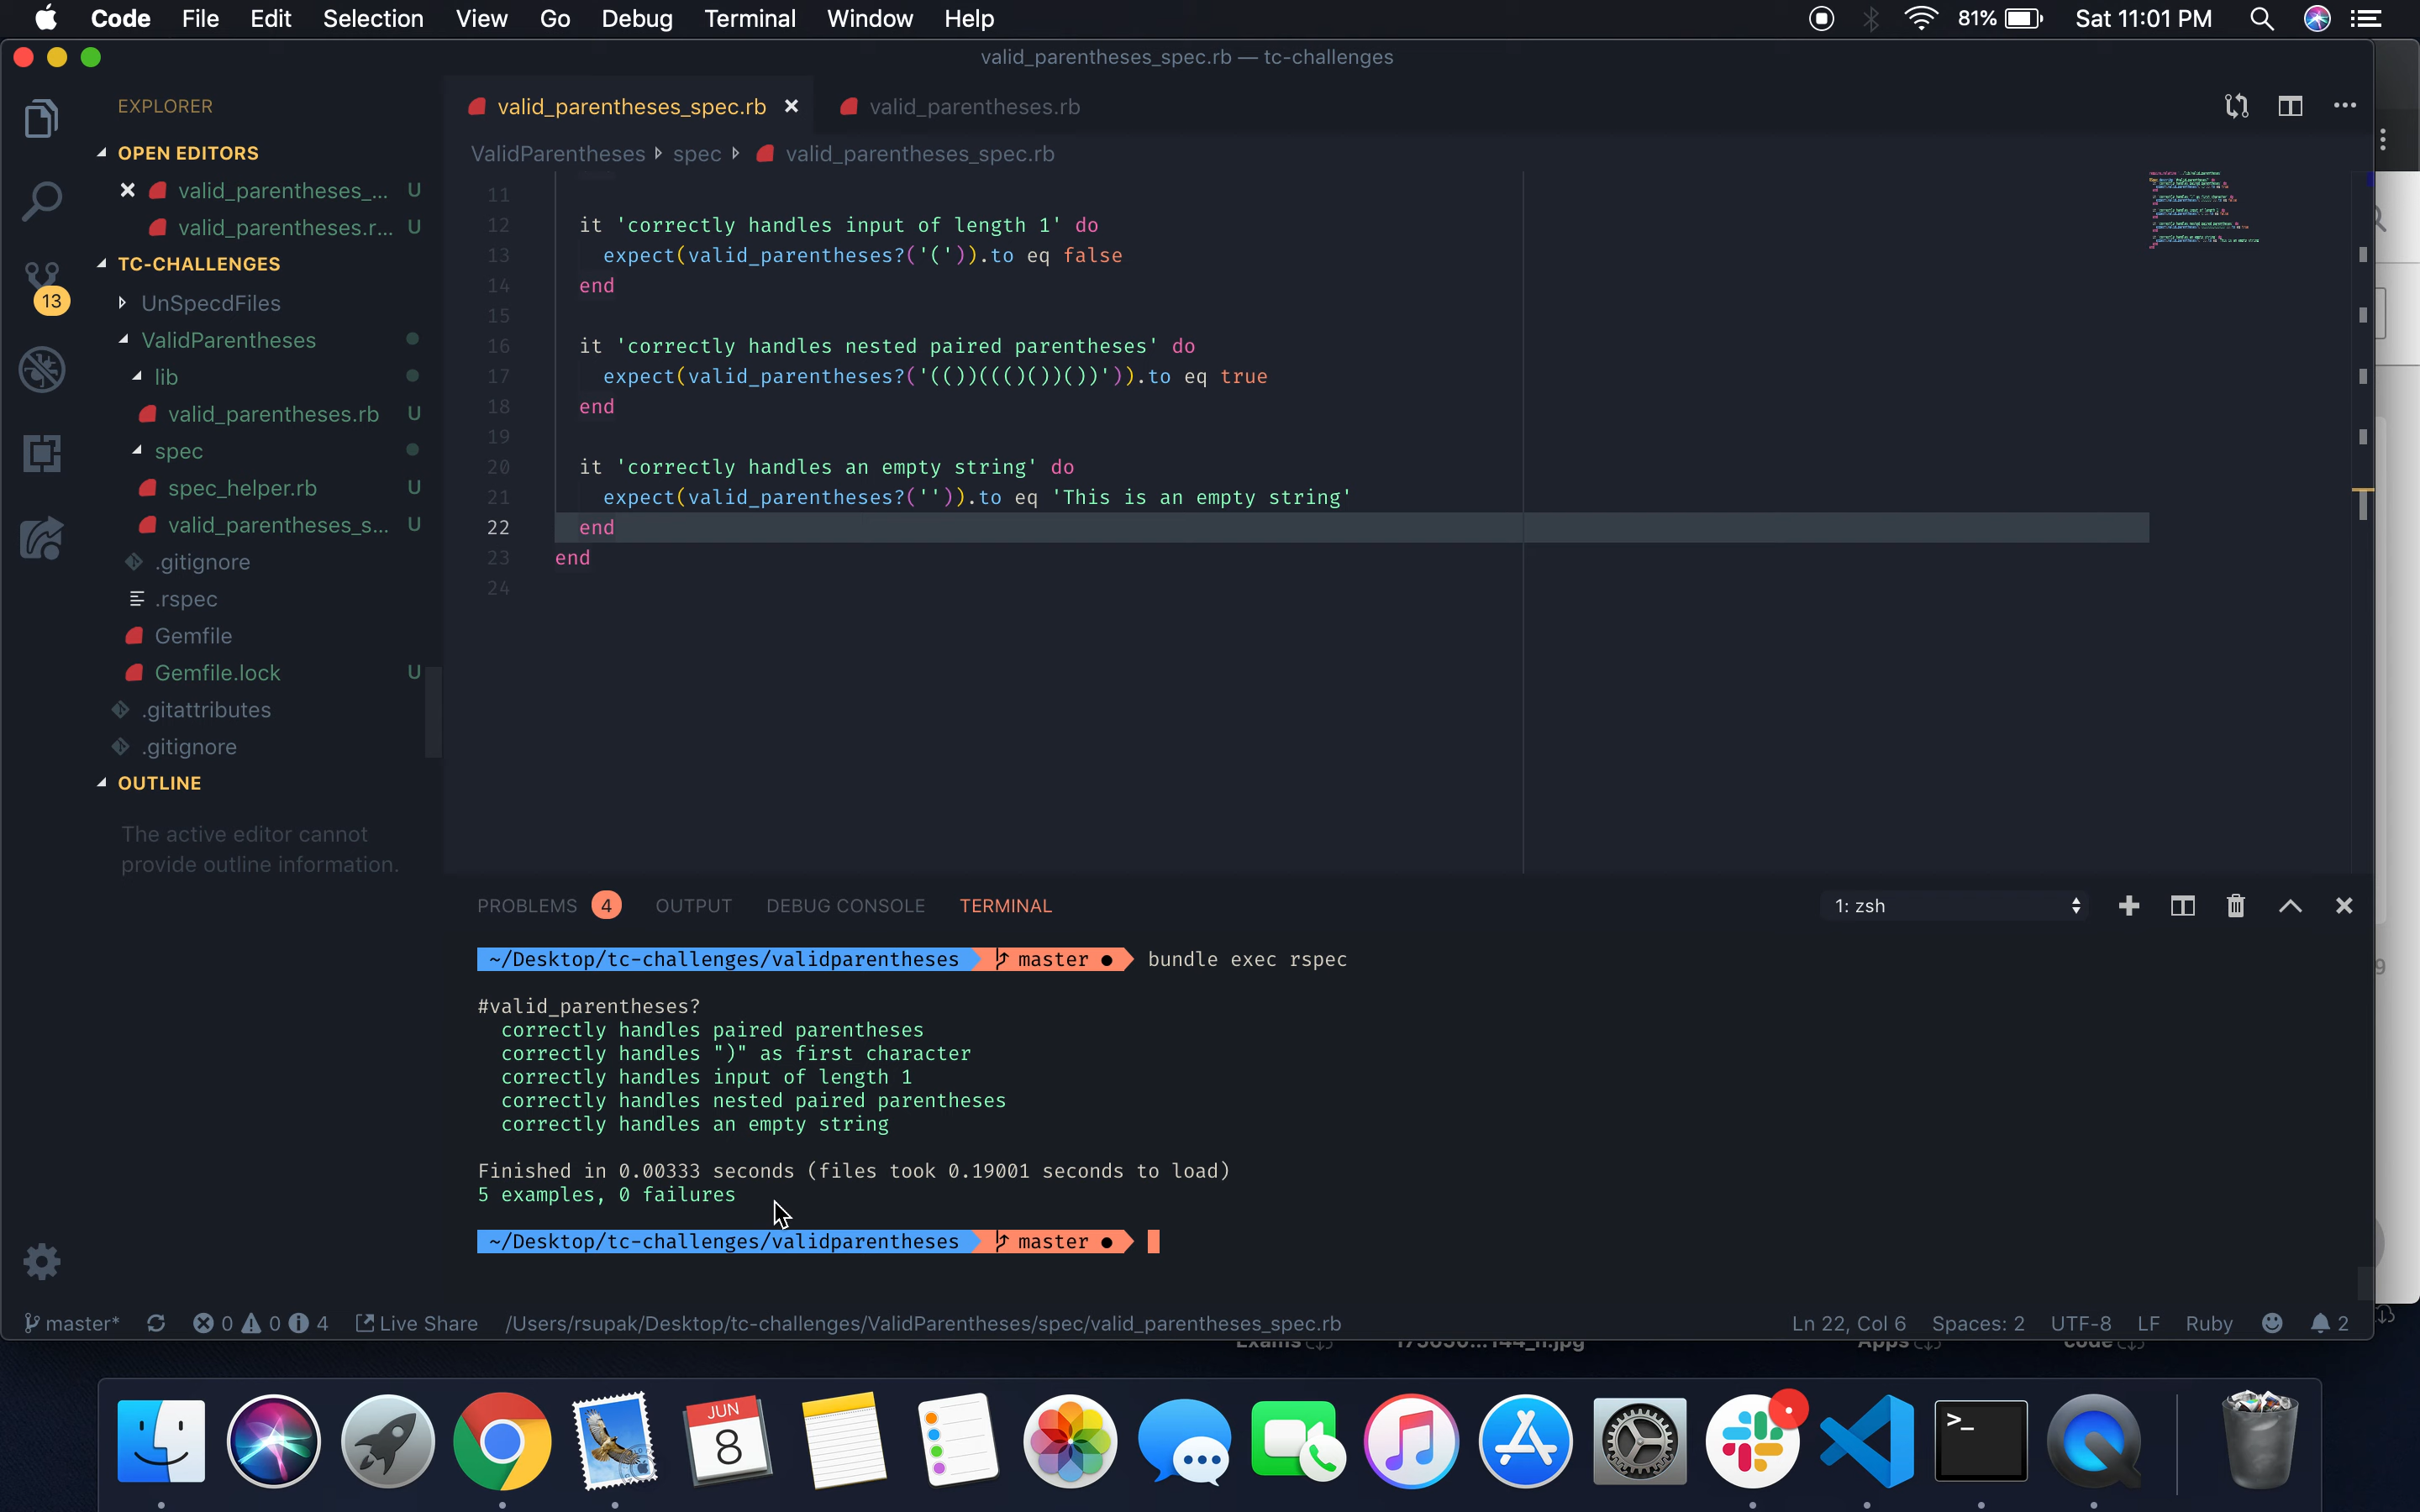 Code File Edit Selection View Go Debug Terminal Window Help 81% Sat 11:01 PM
valid_parentheses_spec.rb — tc-challenges
EXPLORER
OPEN EDITORS
valid_parentheses_... U
valid_parentheses.r... U
TC-CHALLENGES
UnSpecdFiles
13
ValidParentheses
lib
valid_parentheses.rb U
spec
spec_helper.rb U
valid_parentheses_s... U
.gitignore
.rspec
Gemfile
Gemfile.lock U
.gitattributes
.gitignore
OUTLINE
The active editor cannot
provide outline information.
valid_parentheses_spec.rb valid_parentheses.rb
ValidParentheses spec valid_parentheses_spec.rb
11
12 it 'correctly handles input of length 1' do
13 expect(valid_parentheses?('(')).to eq false
14 end
15
16 it 'correctly handles nested paired parentheses' do
17 expect(valid_parentheses?('(())((()())())')).to eq true
18 end
19
20 it 'correctly handles an empty string' do
21 expect(valid_parentheses?('')).to eq 'This is an empty string'
22 end
23 end
24
PROBLEMS 4 OUTPUT DEBUG CONSOLE TERMINAL 1: zsh
~/Desktop/tc-challenges/validparentheses master ● bundle exec rspec
#valid_parentheses?
correctly handles paired parentheses
correctly handles ")" as first character
correctly handles input of length 1
correctly handles nested paired parentheses
correctly handles an empty string
Finished in 0.00333 seconds (files took 0.19001 seconds to load)
5 examples, 0 failures
~/Desktop/tc-challenges/validparentheses master ●
master* 0 0 4 Live Share /Users/rsupak/Desktop/tc-challenges/ValidParentheses/spec/valid_parentheses_spec.rb Ln 22, Col 6 Spaces: 2 UTF-8 LF Ruby 2
JUN
8